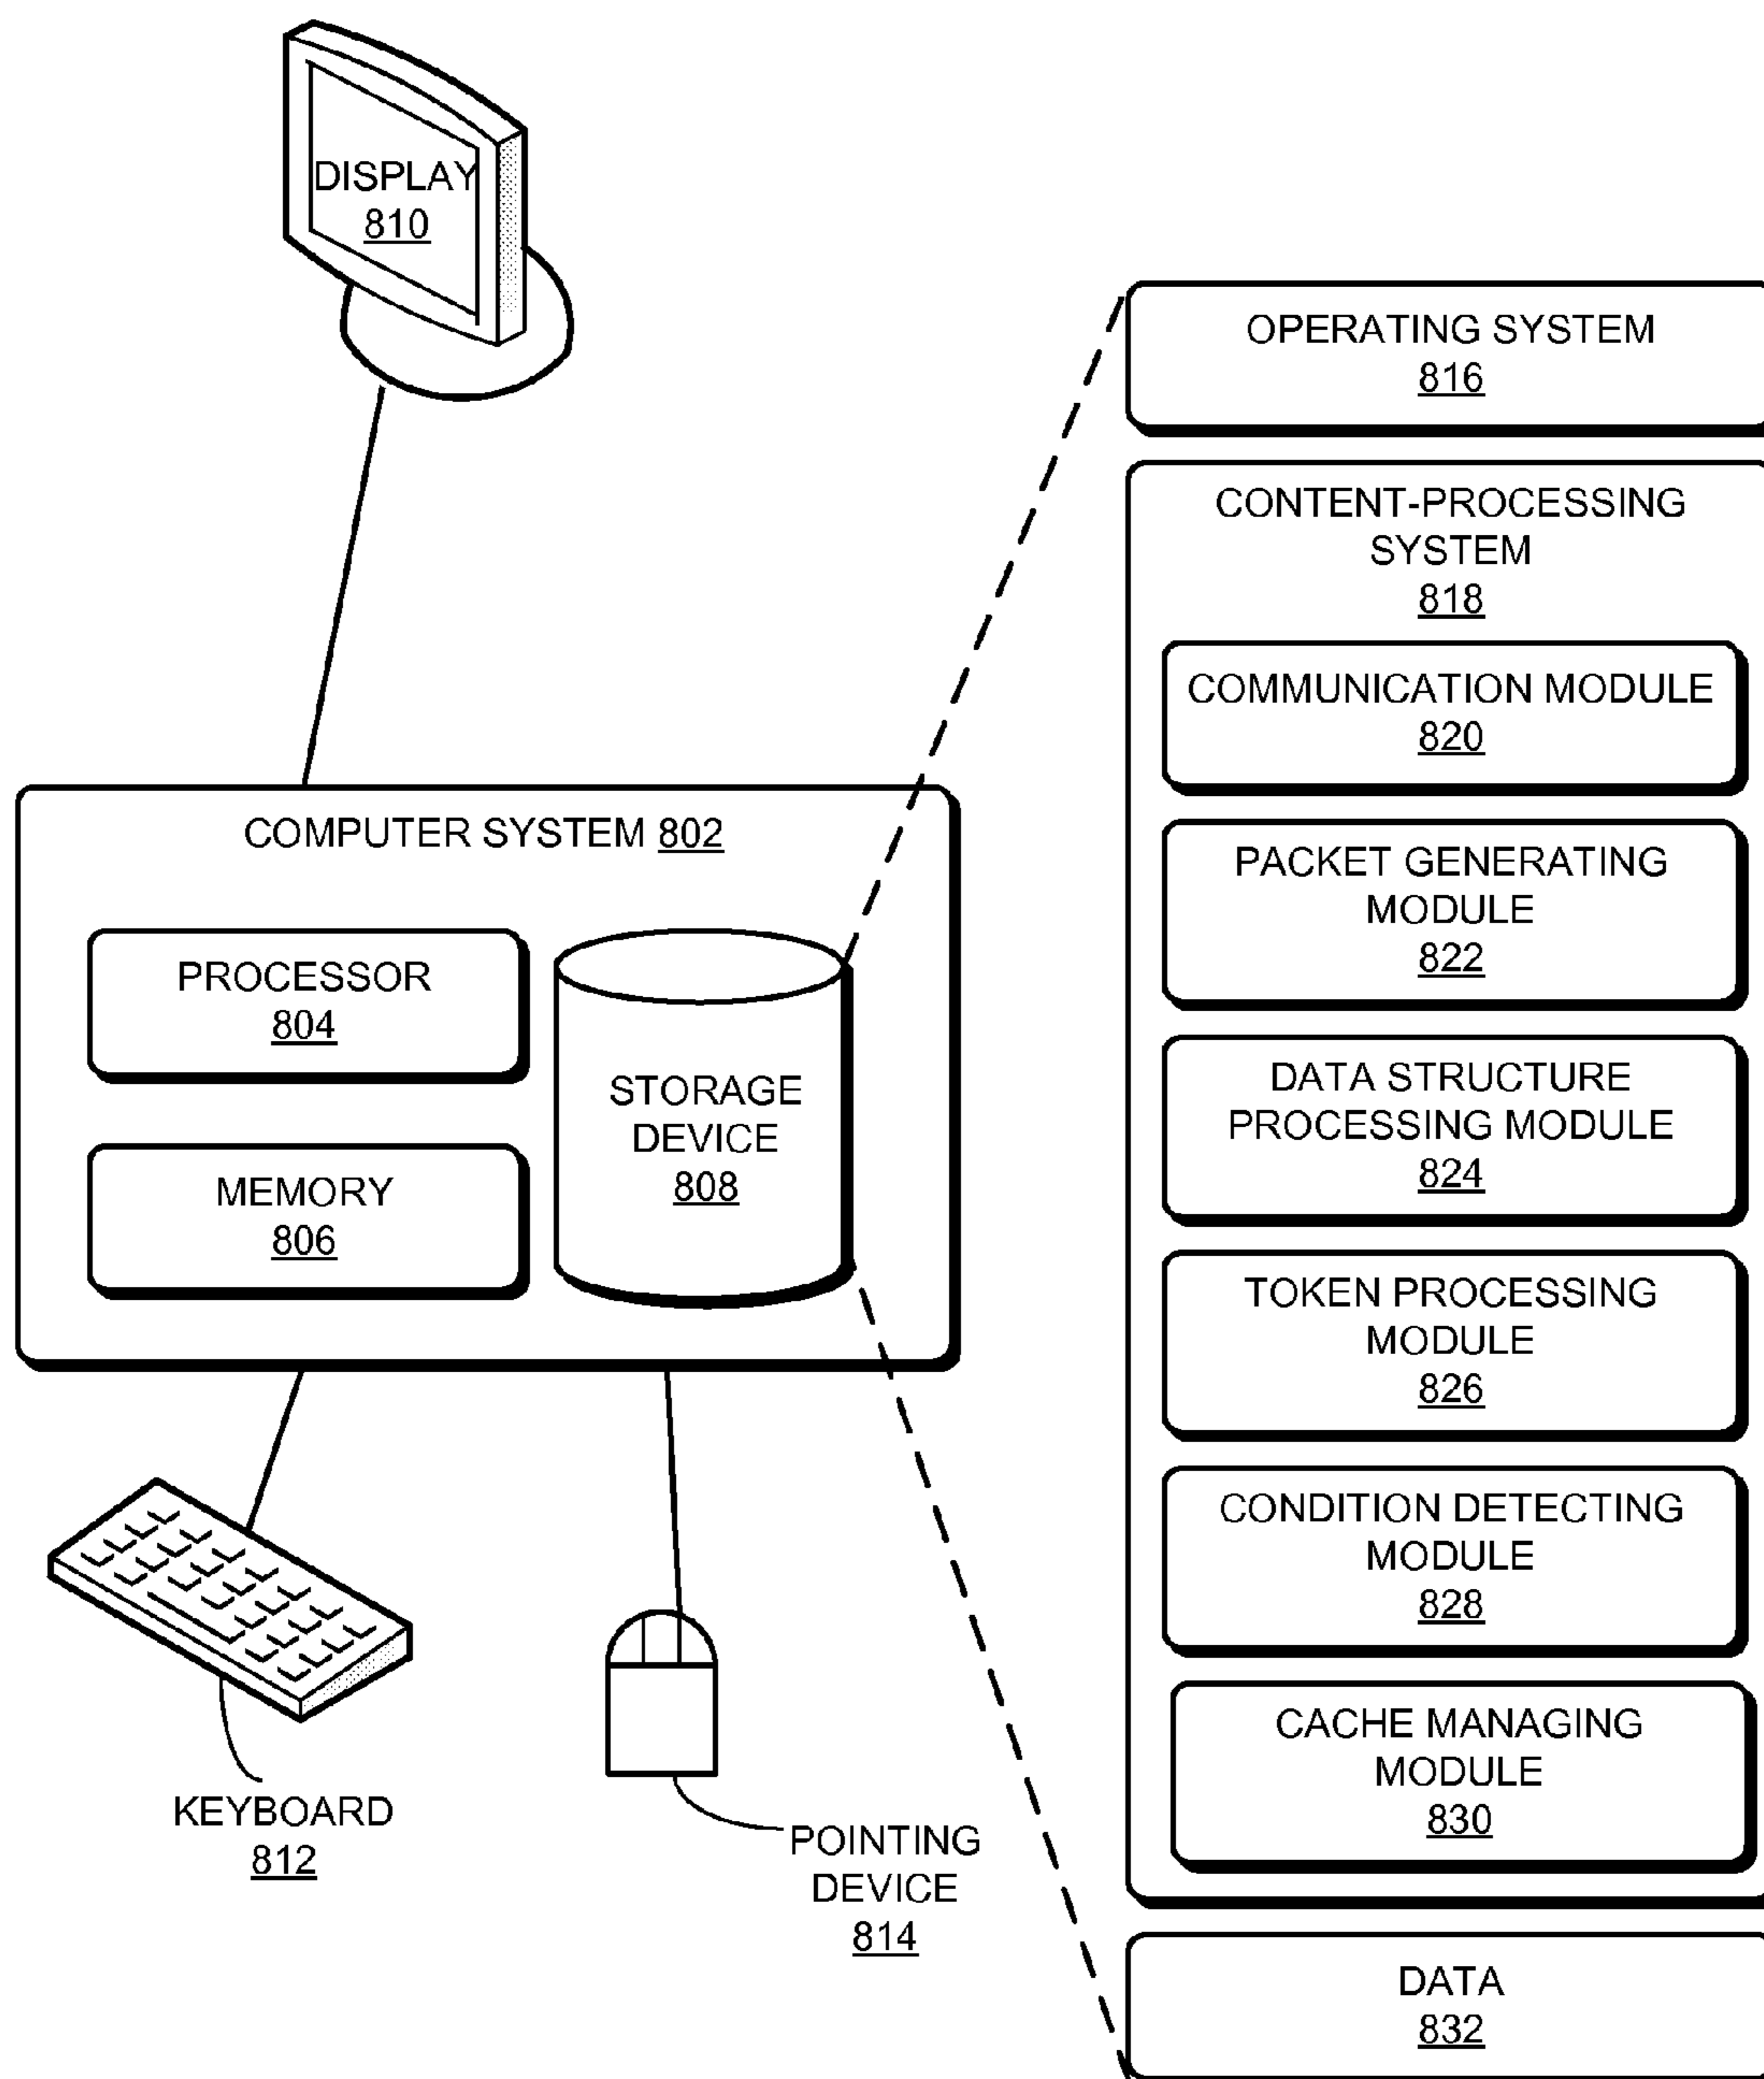 DISPLAY
810
COMPUTER SYSTEM 802
PROCESSOR
804
MEMORY
806
STORAGE
DEVICE
808
KEYBOARD
812
POINTING
DEVICE
814
OPERATING SYSTEM
816
CONTENT-PROCESSING
SYSTEM
818
COMMUNICATION MODULE
820
PACKET GENERATING
MODULE
822
DATA STRUCTURE
PROCESSING MODULE
824
TOKEN PROCESSING
MODULE
826
CONDITION DETECTING
MODULE
828
CACHE MANAGING
MODULE
830
DATA
832